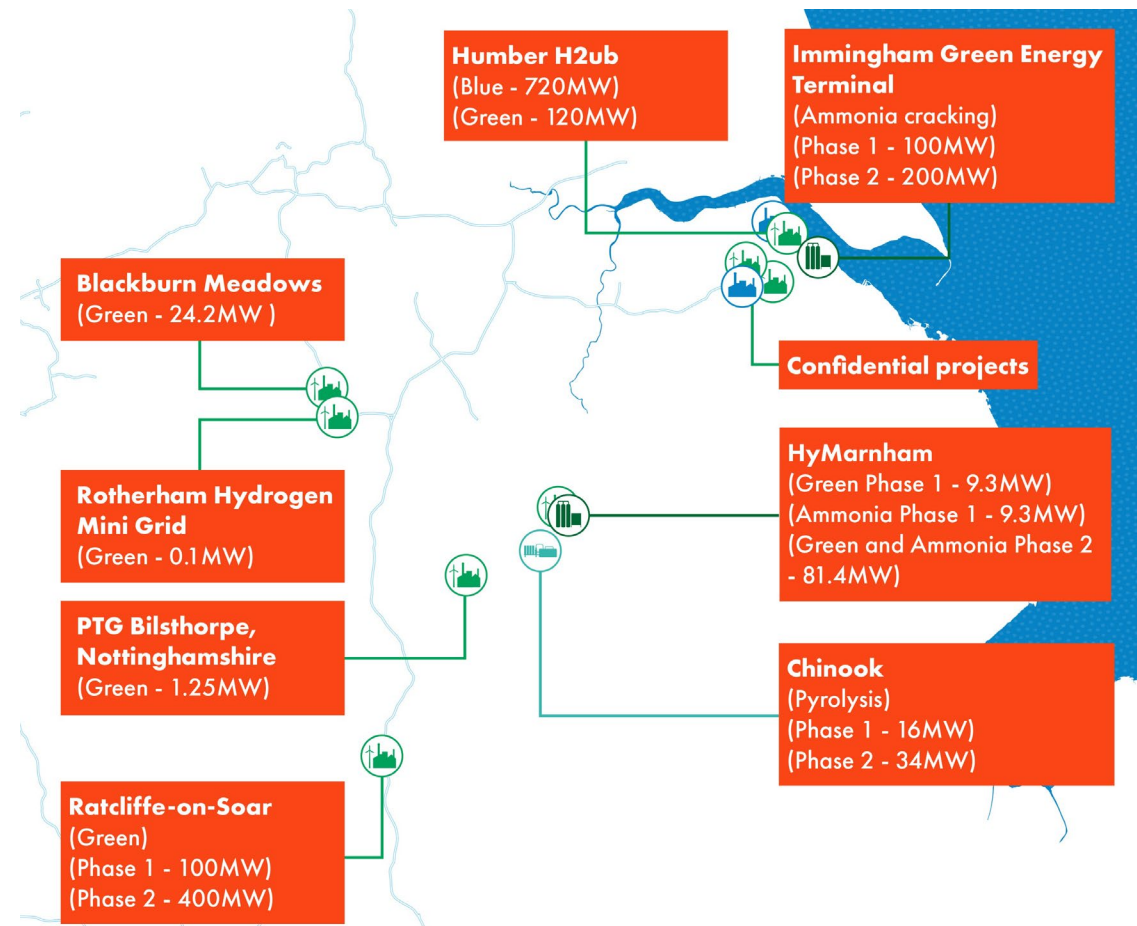 Humber H2ub
(Blue - 720MW)
(Green - 120MW)
Immingham Green Energy
Terminal
(Ammonia cracking)
(Phase 1 - 100MW)
(Phase 2 - 200MW)
Blackburn Meadows
(Green - 24.2MW )
Confidential projects
Rotherham Hydrogen
Mini Grid
(Green - 0.1MW)
HyMarnham
(Green Phase 1 - 9.3MW)
(Ammonia Phase 1 - 9.3MW)
(Green and Ammonia Phase 2
- 81.4MW)
PTG Bilsthorpe,
Nottinghamshire
(Green - 1.25MW)
Chinook
(Pyrolysis)
(Phase 1 - 16MW)
(Phase 2 - 34MW)
Ratcliffe-on-Soar
(Green)
(Phase 1 - 100MW)
(Phase 2 - 400MW)